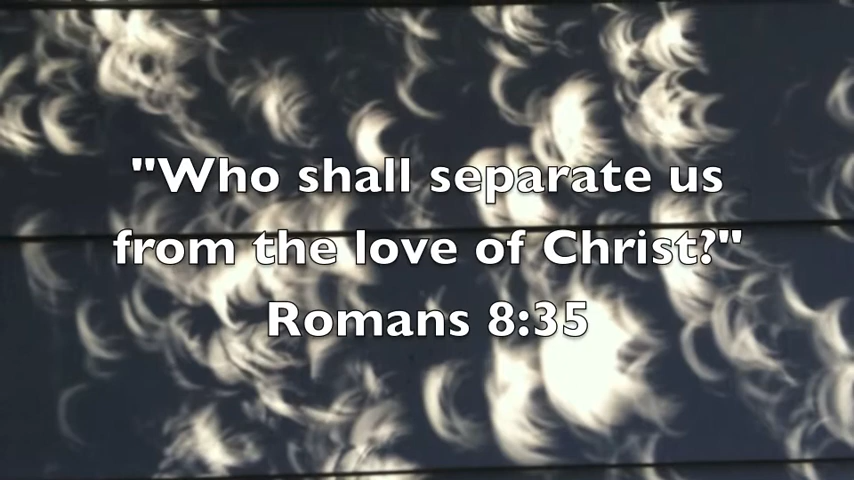 "Who shall separate us
from the love of Christ?"
Romans 8:35